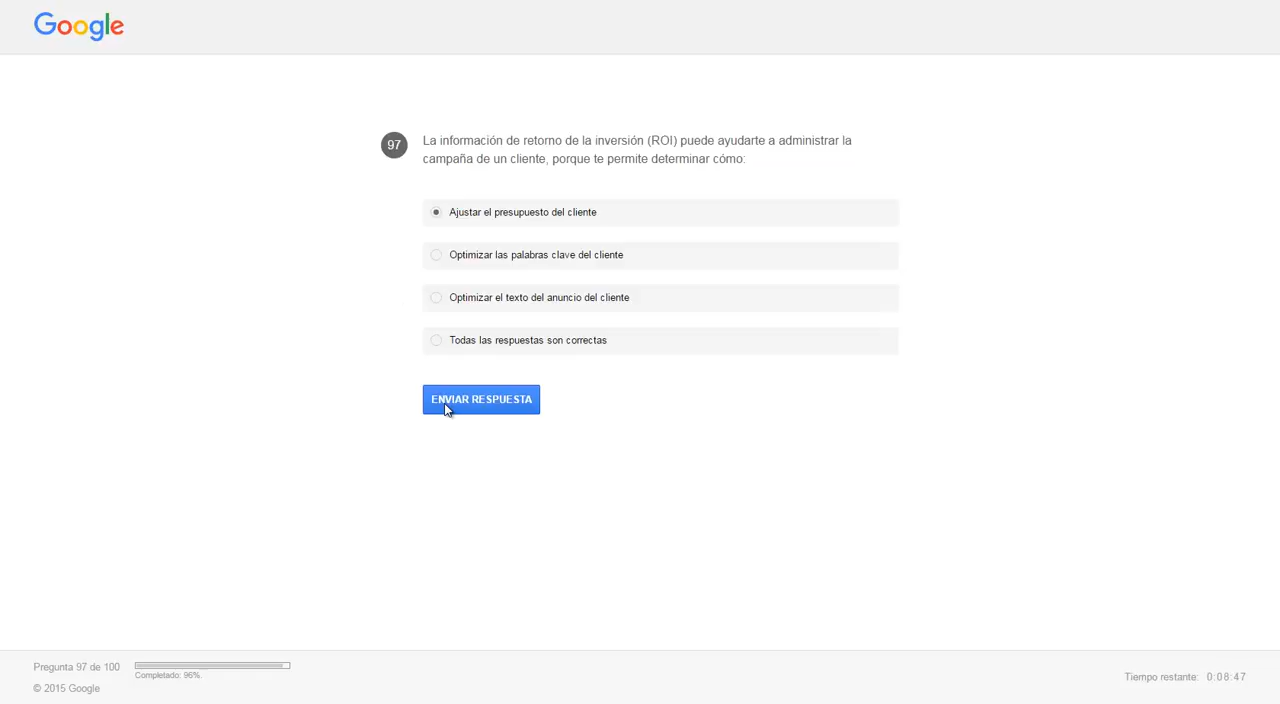 Google
97
La información de retorno de la inversión (ROI) puede ayudarte a administrar la
campaña de un cliente, porque te permite determinar cómo:
Ajustar el presupuesto del cliente
Optimizar las palabras clave del cliente
Optimizar el texto del anuncio del cliente
Todas las respuestas son correctas
ENVIAR RESPUESTA
Pregunta 97 de 100
Completado: 96%.
© 2015 Google
Tiempo restante: 0:08:47